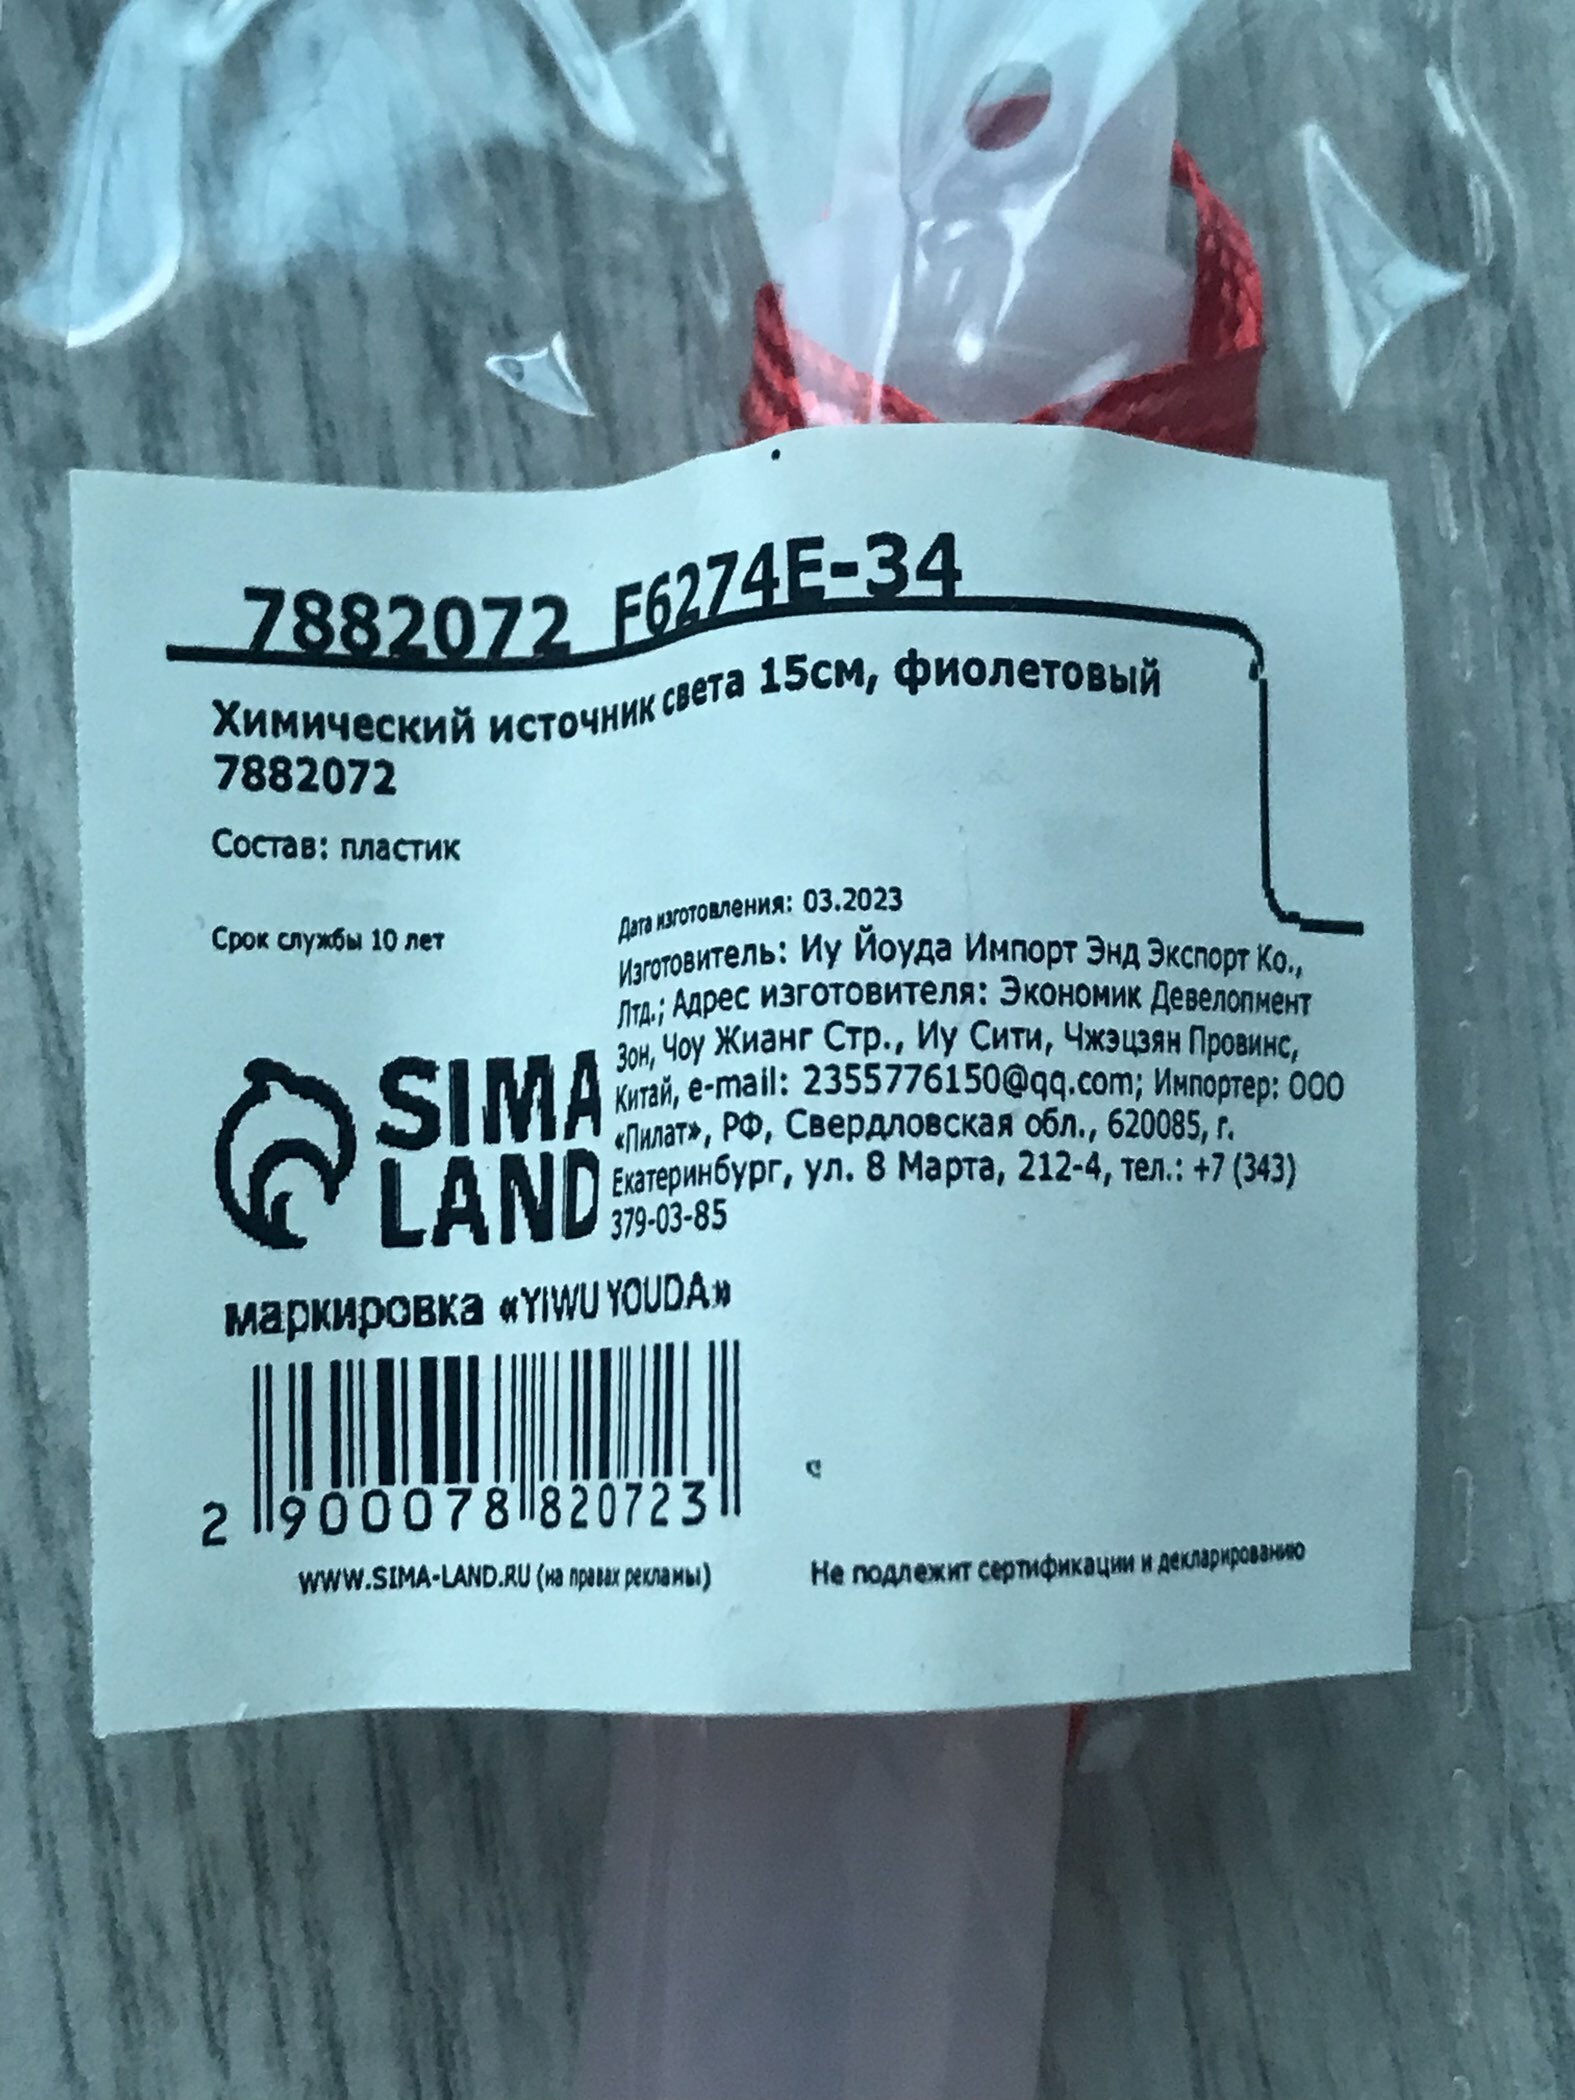 7882072 F6274E-34
Химический источник света 15см, фиолетовый
7882072
Состав: пластик
Срок службы 10 лет
Дата изготовления: 03.2023
Изготовитель: Иу Йоуда Импорт Энд Экспорт Ко.,
Лтд.; Адрес изготовителя: Экономик Девелопмент
Зон, Чоу Жианг Стр., Иу Сити, Чжэцзян Провинс,
Китай, e-mail: 2355776150@qq.com; Импортер: ООО
«Пилат», РФ, Свердловская обл., 620085, г.
Екатеринбург, ул. 8 Марта, 212-4, тел.: +7 (343)
379-03-85
SIMA
LAND
маркировка «YIWU YOUDA»
2 900078 820723
WWW.SIMA-LAND.RU (на правах рекламы)
Не подлежит сертификации и декларированию